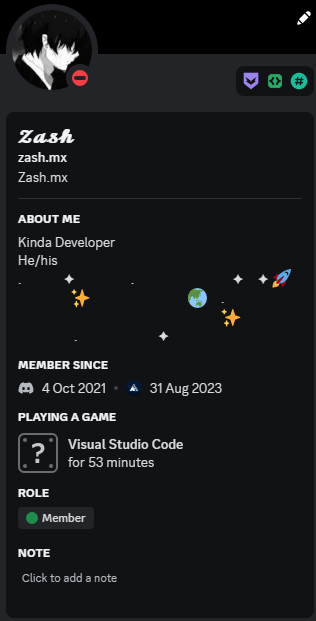 𝓩𝓪𝓼𝓱
zash.mx
Zash.mx
ABOUT ME
Kinda Developer
He/his
MEMBER SINCE
4 Oct 2021 • 31 Aug 2023
PLAYING A GAME
?
Visual Studio Code
for 53 minutes
ROLE
Member
NOTE
Click to add a note